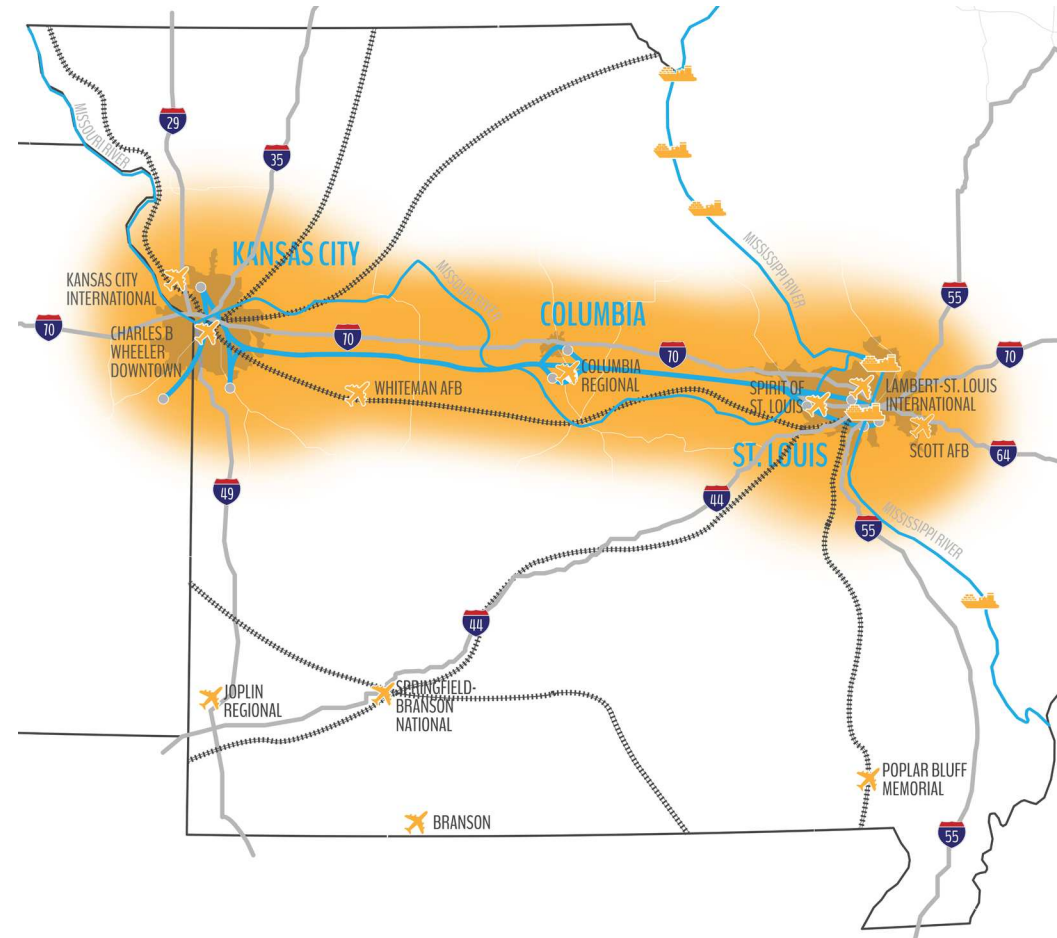 29
MISSOURI RIVER
35
KANSAS CITY
KANSAS CITY
INTERNATIONAL
MISSOURI RIVER
MISSISSIPPI RIVER
55
70
CHARLES B
WHEELER
DOWNTOWN
70
COLUMBIA
70
70
COLUMBIA
REGIONAL
WHITEMAN AFB
SPIRIT OF
ST. LOUIS
LAMBERT-ST. LOUIS
INTERNATIONAL
SCOTT AFB
64
ST. LOUIS
49
44
55
MISSISSIPPI RIVER
44
JOPLIN
REGIONAL
SPRINGFIELD-
BRANSON
NATIONAL
POPLAR BLUFF
MEMORIAL
BRANSON
55